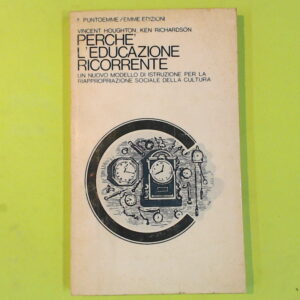 PUNTOEMME/EMME EDIZIONI
VINCENT HOUGHTON, KEN RICHARDSON
PERCHE'
L'EDUCAZIONE
RICORRENTE
UN NUOVO MODELLO DI ISTRUZIONE PER LA
RIAPPROPRIAZIONE SOCIALE DELLA CULTURA